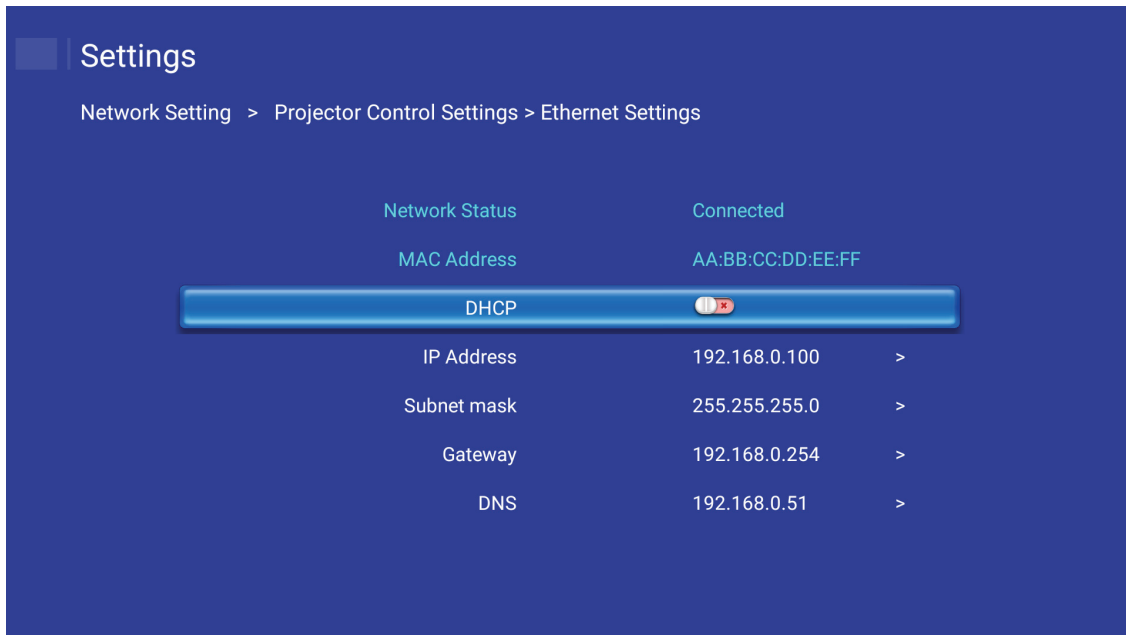 Settings
Network Setting > Projector Control Settings > Ethernet Settings
Network Status Connected
MAC Address AA:BB:CC:DD:EE:FF
DHCP
IP Address 192.168.0.100 >
Subnet mask 255.255.255.0 >
Gateway 192.168.0.254 >
DNS 192.168.0.51 >